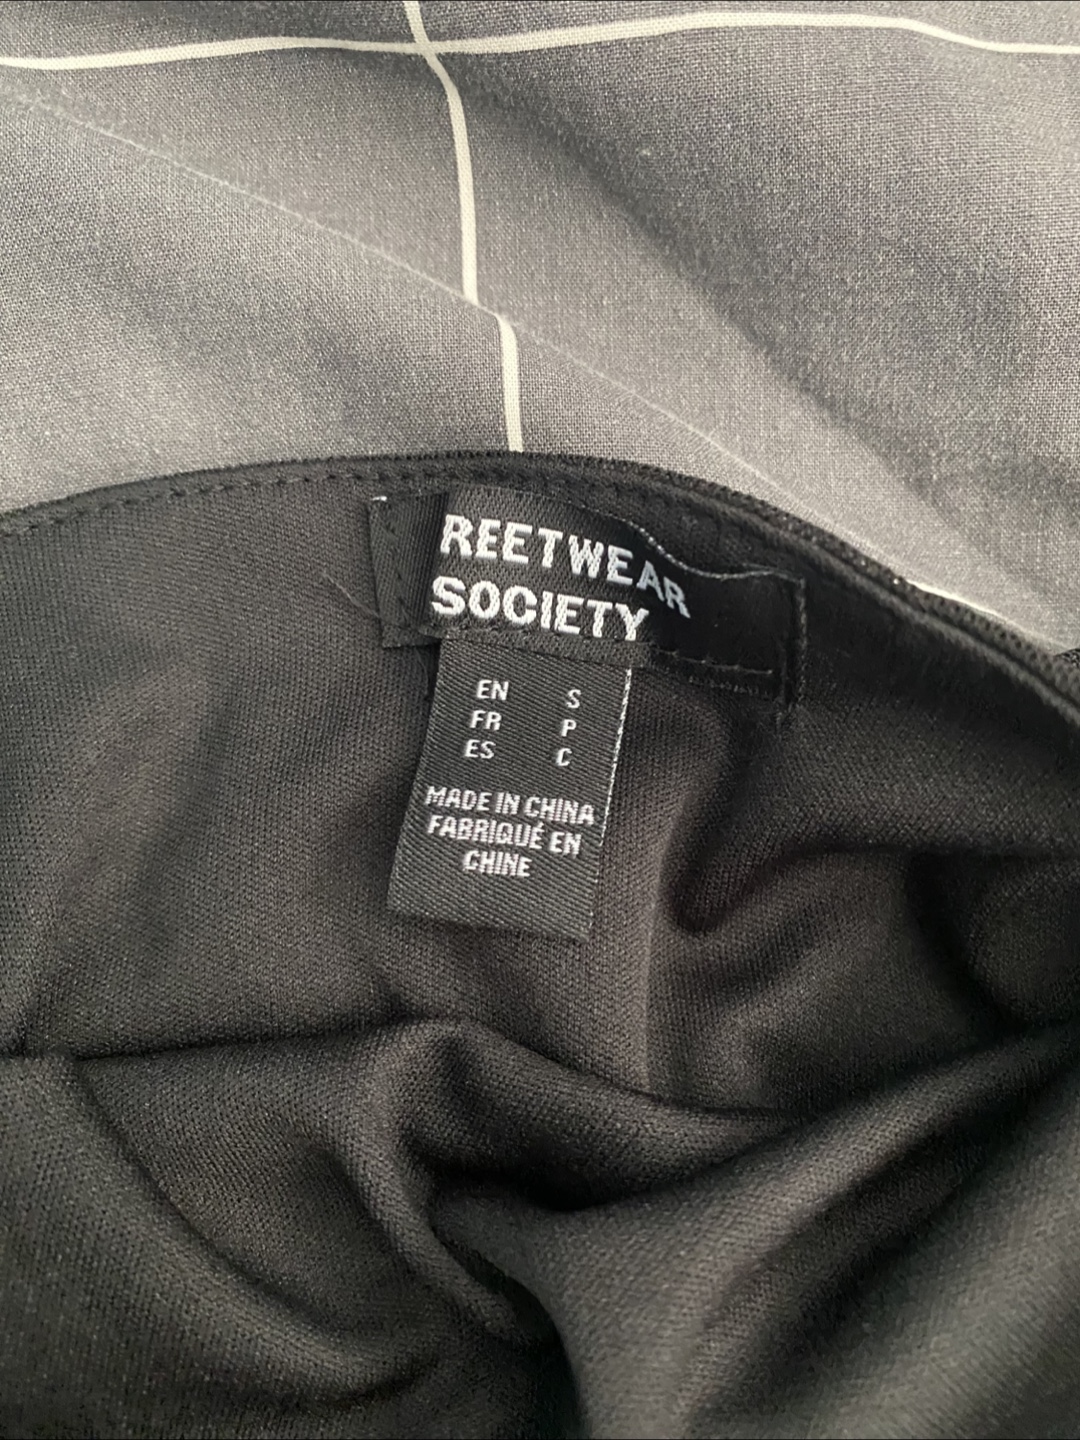 REETWEAR
SOCIETY
EN S
FR P
ES C
MADE IN CHINA
FABRIQUÉ EN
CHINE